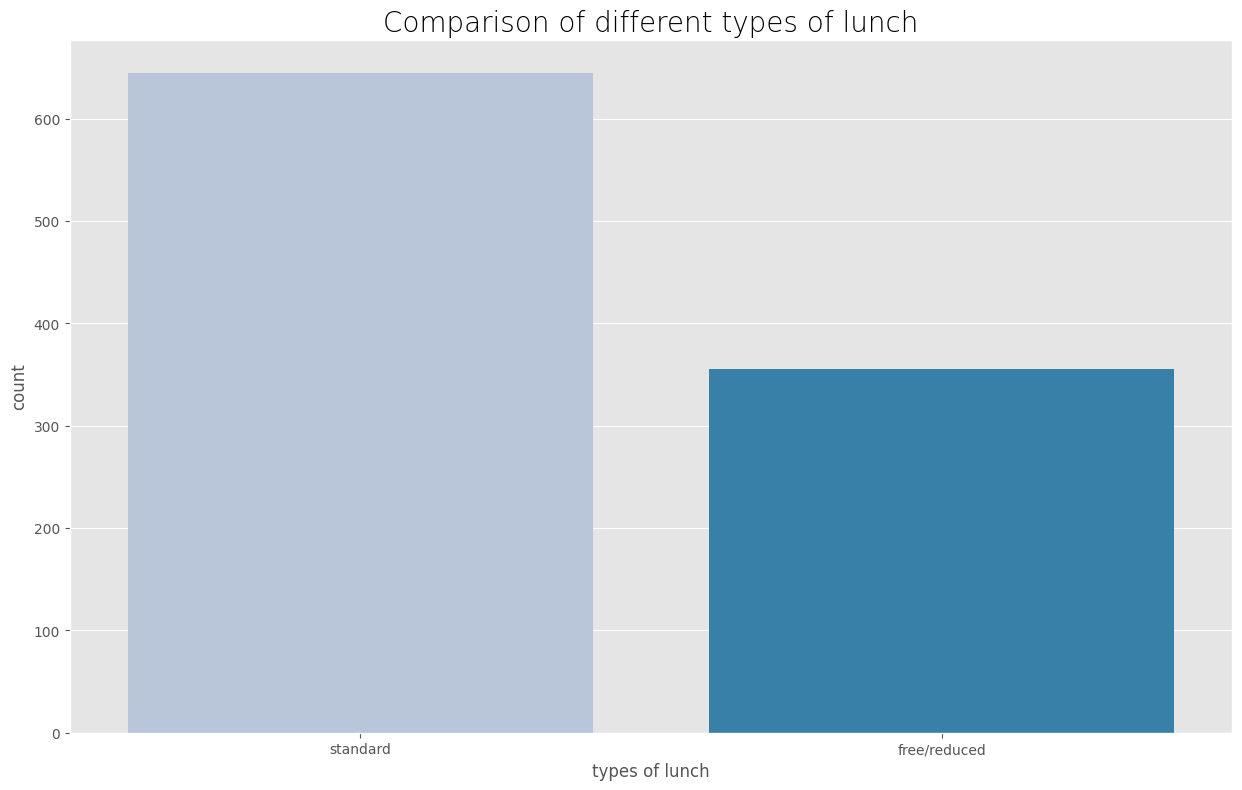 Comparison of different types of lunch
600
500
400
300
200
100
0
count
standard
free/reduced
types of lunch